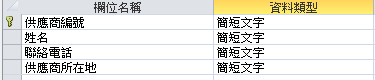 欄位名稱 資料類型
供應商編號 簡短文字
姓名 簡短文字
聯絡電話 簡短文字
供應商所在地 簡短文字